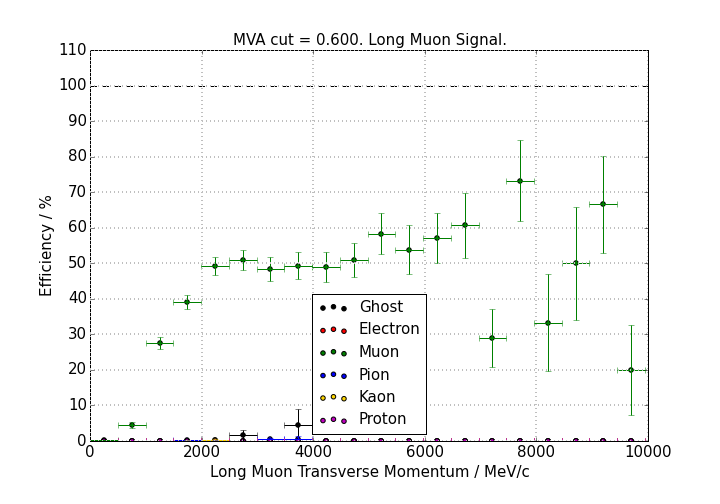 MVA cut = 0.600. Long Muon Signal.
110
100
90
80
70
60
50
40
30
20
10
0
Efficiency / %
Ghost
Electron
Muon
Pion
Kaon
Proton
0 2000 4000 6000 8000 10000
Long Muon Transverse Momentum / MeV/c